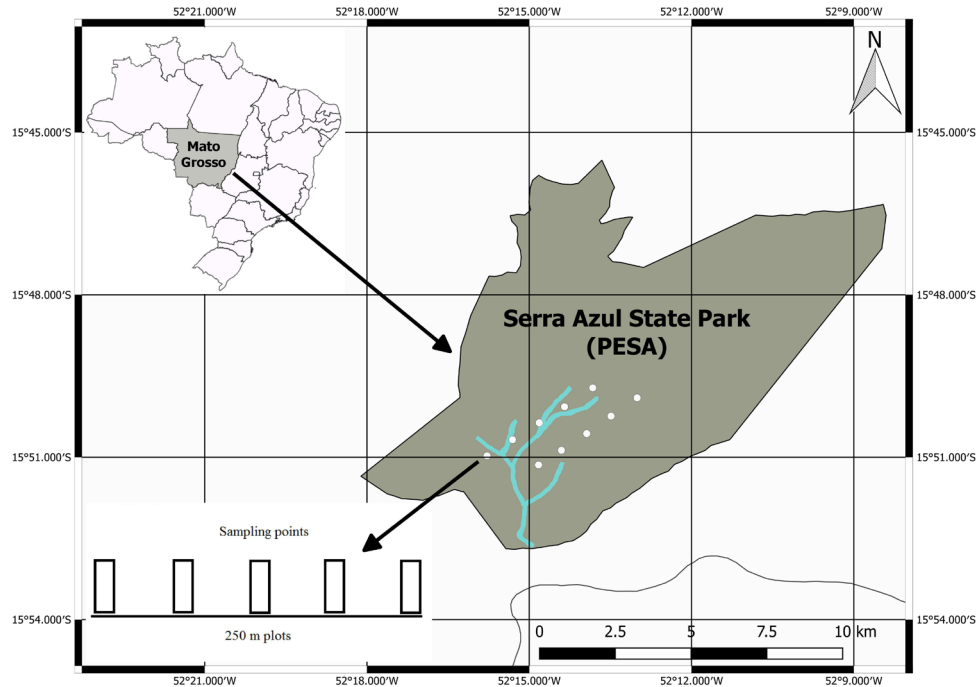 52°21.000'W 52°18.000'W 52°15.000'W 52°12.000'W 52°9.000'W
N
Mato
Grosso
15°45.000'S 15°45.000'S
15°48.000'S 15°48.000'S
Serra Azul State Park
(PESA)
15°51.000'S 15°51.000'S
Sampling points
250 m plots
15°54.000'S 15°54.000'S
0 2.5 5 7.5 10 km
52°21.000'W 52°18.000'W 52°15.000'W 52°12.000'W 52°9.000'W